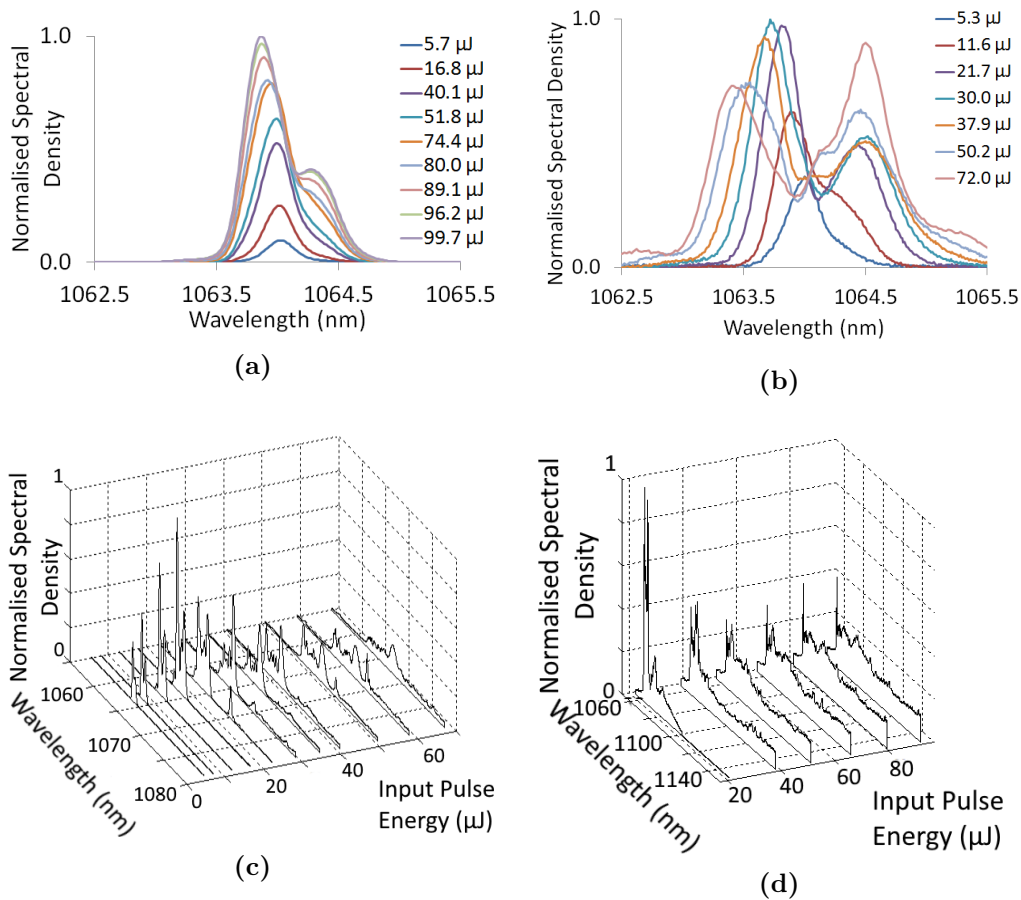 Normalised Spectral
Density
1.0
0.0
1062.5 1063.5 1064.5 1065.5
Wavelength (nm)
5.7 µJ
16.8 µJ
40.1 µJ
51.8 µJ
74.4 µJ
80.0 µJ
89.1 µJ
96.2 µJ
99.7 µJ
(a)
Normalised Spectral Density
1.0
0.0
1062.5 1063.5 1064.5 1065.5
Wavelength (nm)
5.3 µJ
11.6 µJ
21.7 µJ
30.0 µJ
37.9 µJ
50.2 µJ
72.0 µJ
(b)
Normalised Spectral
Density
1
0
1060
1070
1080
Wavelength (nm)
0
20
40
60
Input Pulse
Energy (µJ)
(c)
Normalised Spectral
Density
1
0
1060
1100
1140
Wavelength (nm)
20
40
60
80
Input Pulse
Energy (µJ)
(d)